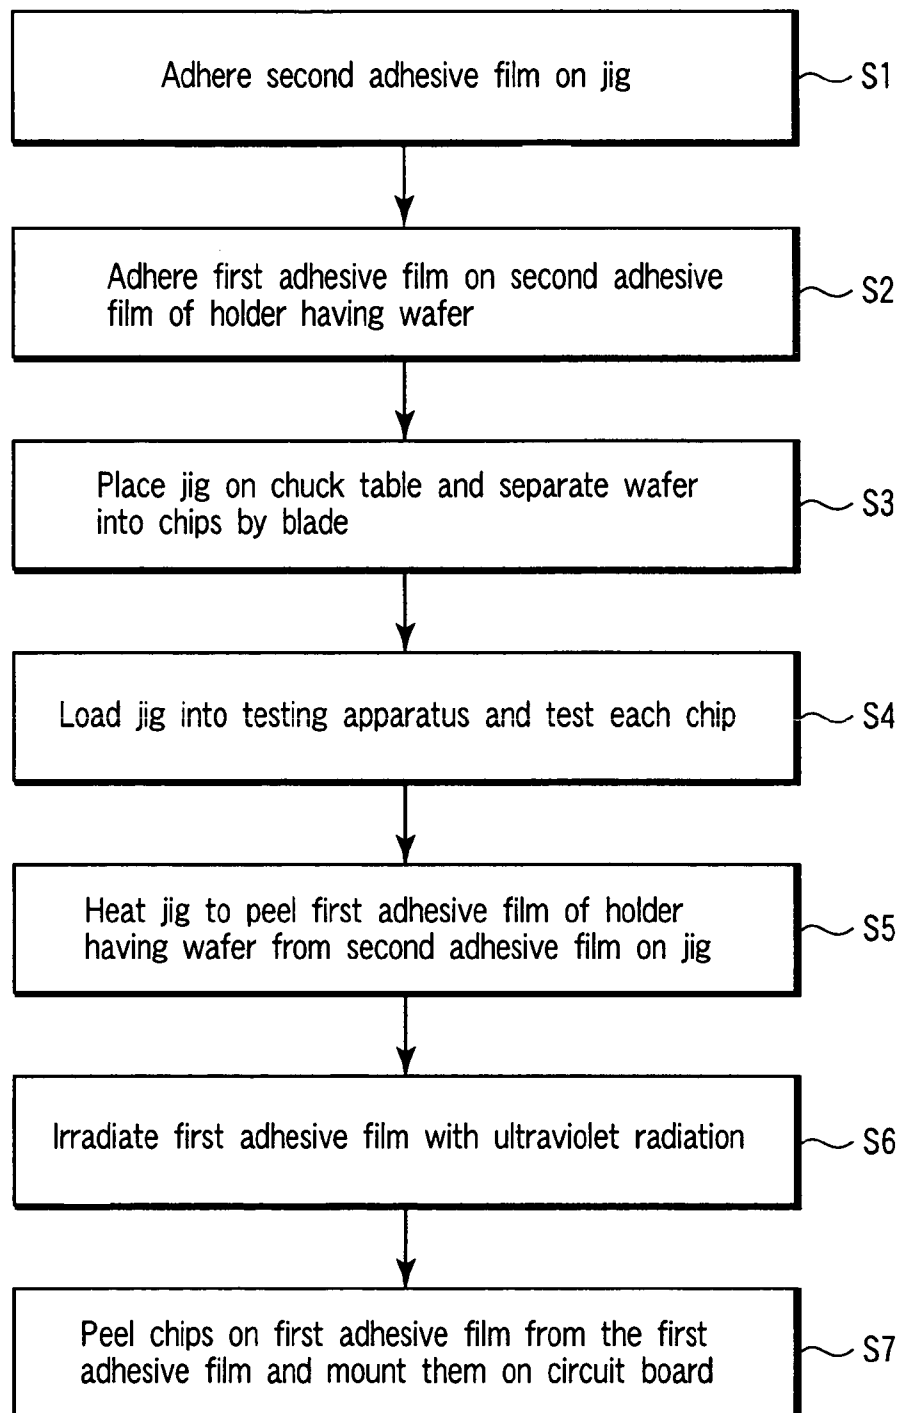 Adhere second adhesive film on jig
S1
Adhere first adhesive film on second adhesive
film of holder having wafer
S2
Place jig on chuck table and separate wafer
into chips by blade
S3
Load jig into testing apparatus and test each chip
S4
Heat jig to peel first adhesive film of holder
having wafer from second adhesive film on jig
S5
Irradiate first adhesive film with ultraviolet radiation
S6
Peel chips on first adhesive film from the first
adhesive film and mount them on circuit board
S7